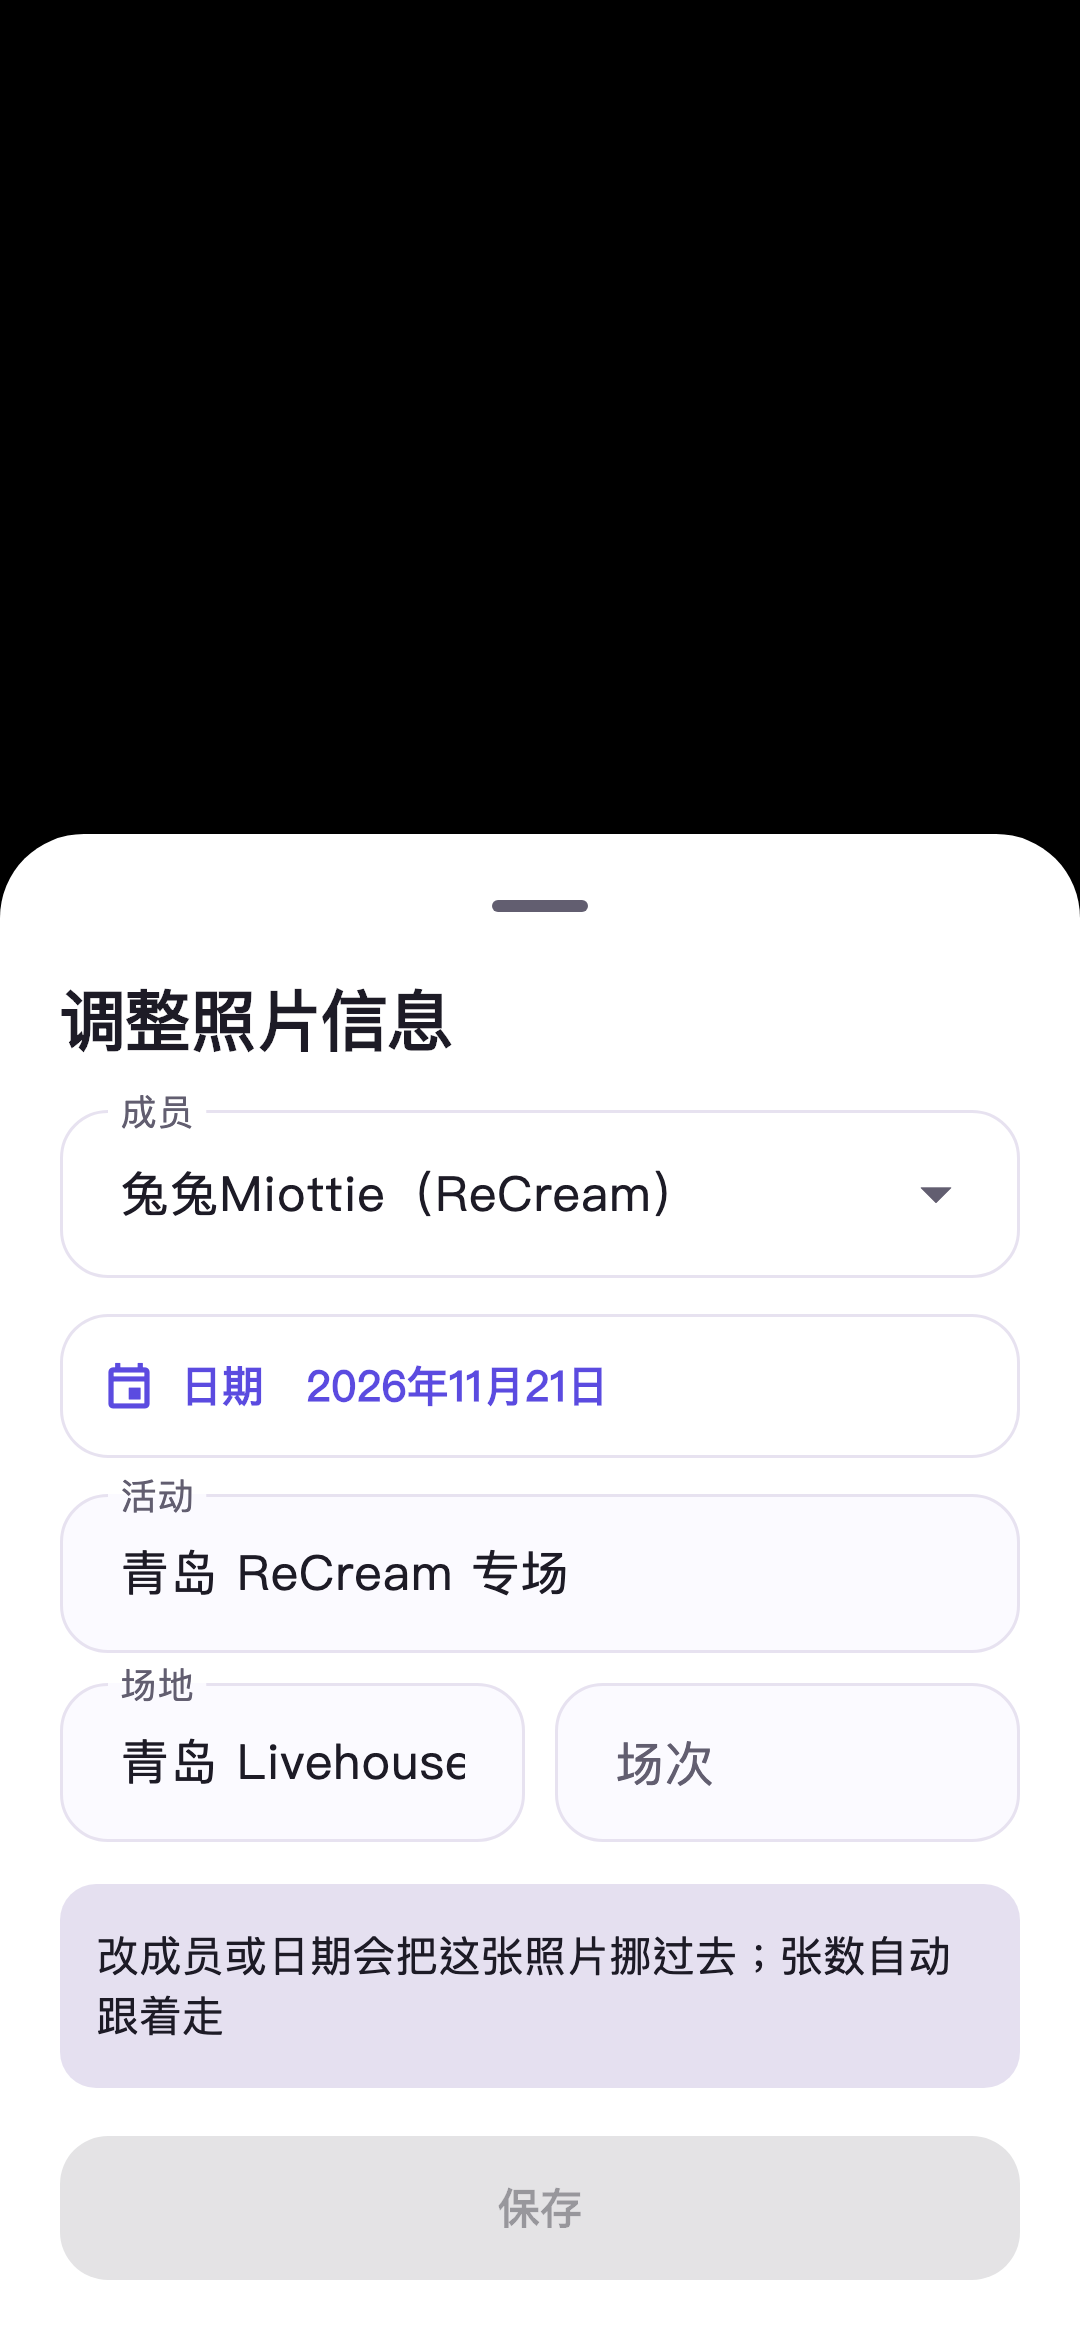 调整照片信息
成员
兔兔Miottie（ReCream）
日期 2026年11月21日
活动
青岛 ReCream 专场
场地
青岛 Livehouse
场次
改成员或日期会把这张照片挪过去；张数自动
跟着走
保存